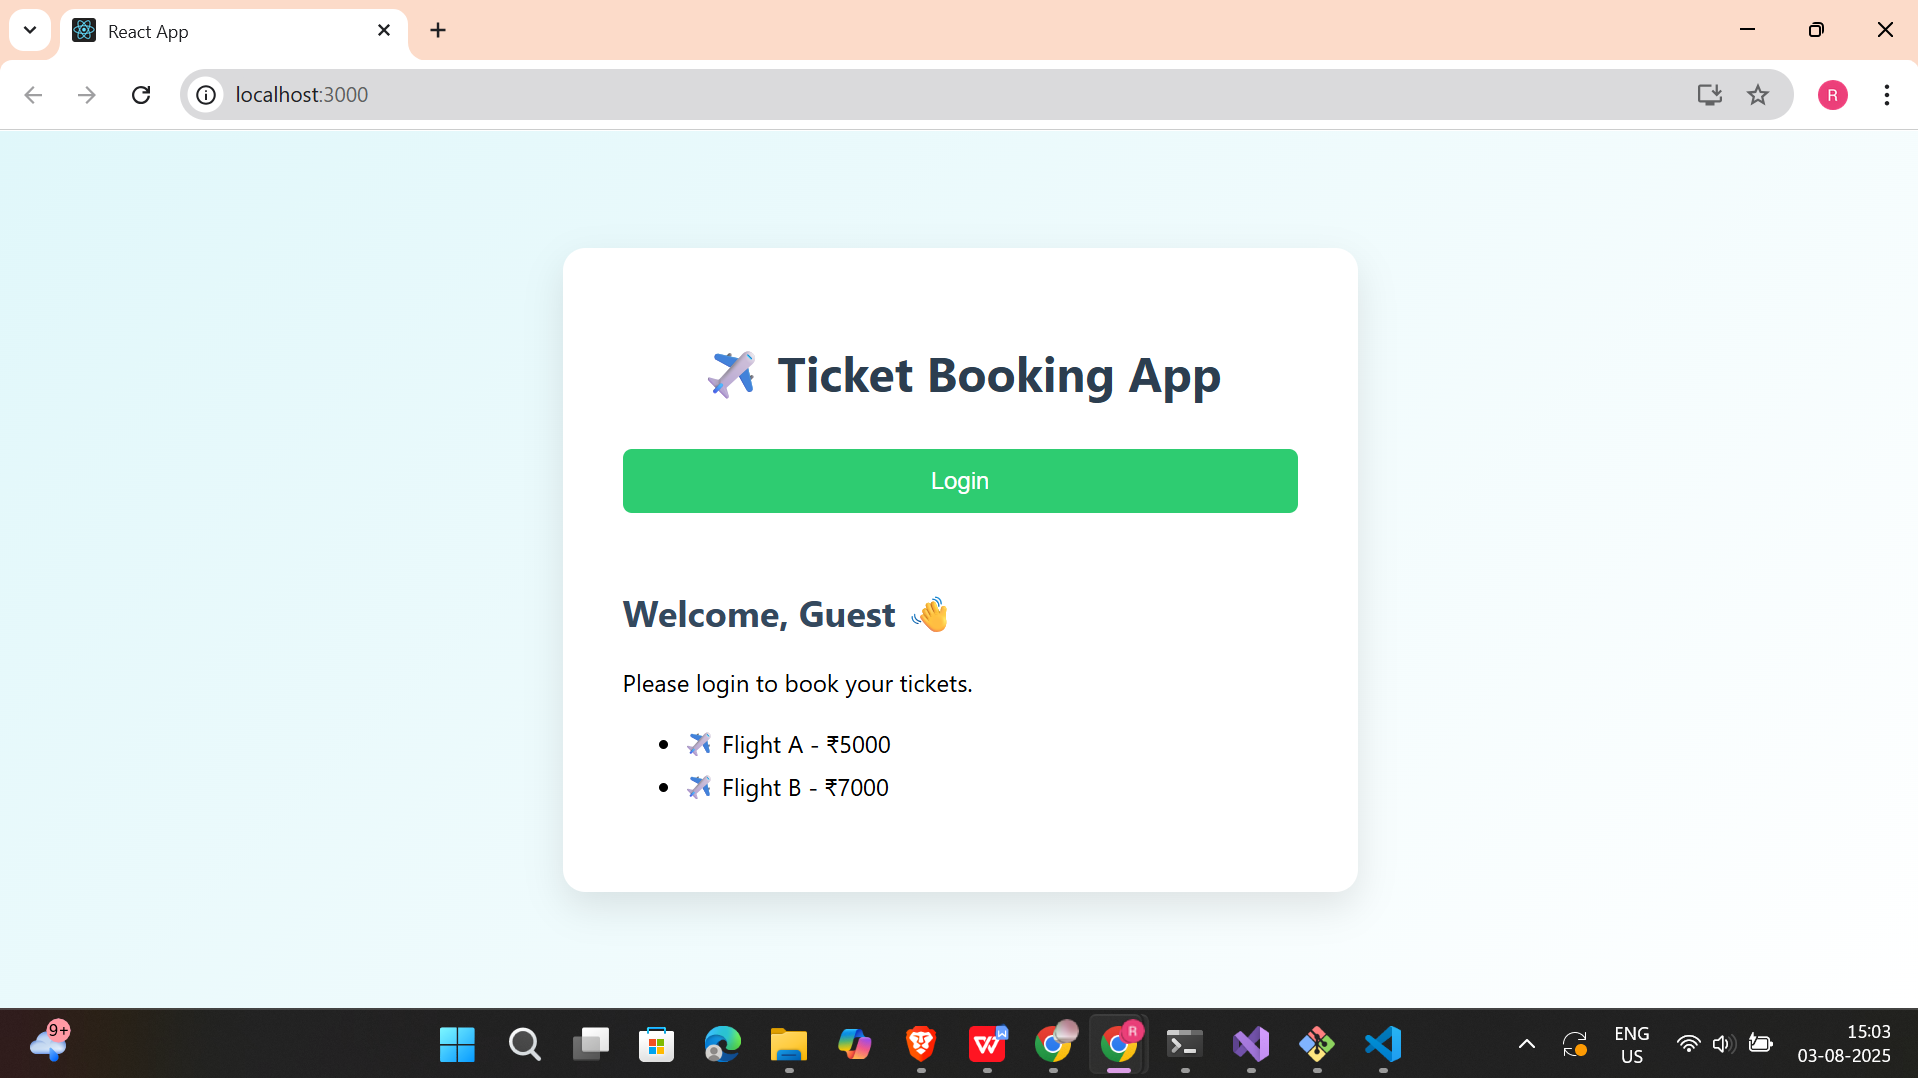 React App
localhost:3000
R
✈️ Ticket Booking App
Login
Welcome, Guest 👋
Please login to book your tickets.
• ✈️ Flight A - ₹5000
• ✈️ Flight B - ₹7000
9+
W
W
R
ENG
US
15:03
03-08-2025